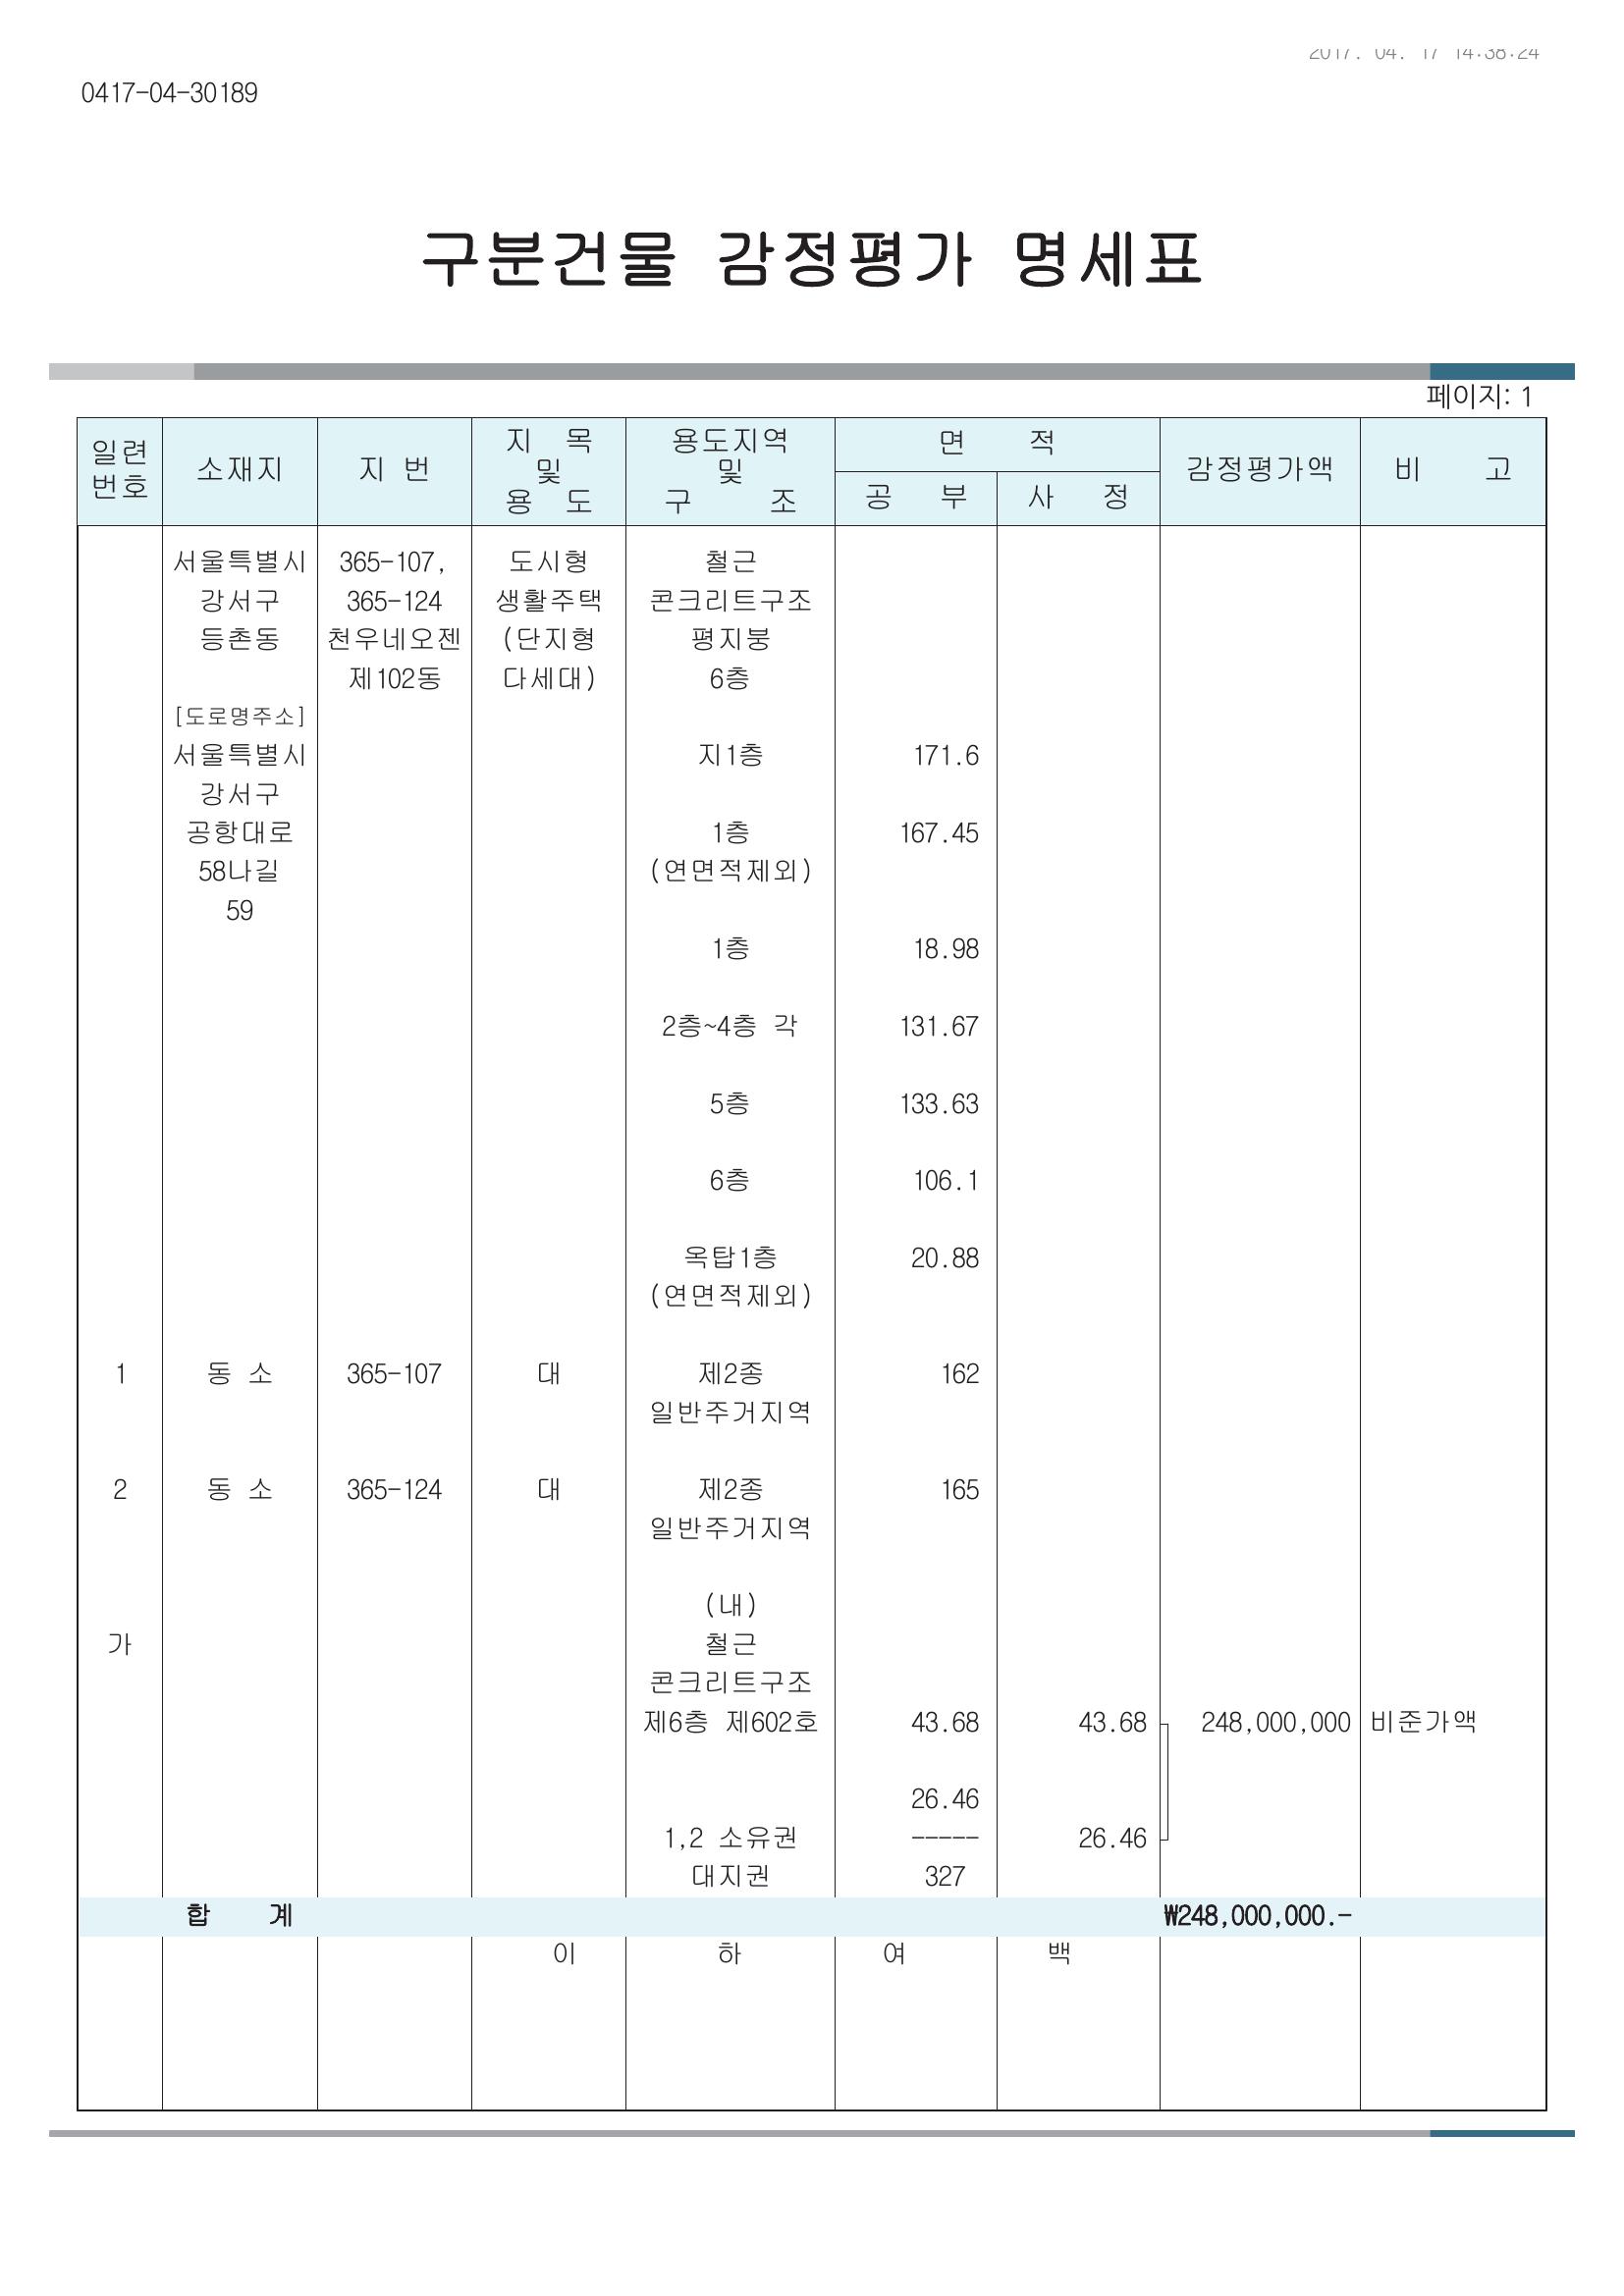 2017. 04. 17 14:38:24
0417-04-30189
구분건물 감정평가 명세표
페이지: 1
일련 번호 소재지 지 번 지 목 및 용 도 용도지역 및 구 조 면 적 공 부 사 정 감정평가액 비 고
서울특별시 365-107, 도시형 철근
강서구 365-124 생활주택 콘크리트구조
등촌동 천우네오젠 (단지형 평지붕
제102동 다세대) 6층
[도로명주소]
서울특별시 지1층 171.6
강서구
공항대로 1층 167.45
58나길 (연면적제외)
59
1층 18.98
2층~4층 각 131.67
5층 133.63
6층 106.1
옥탑1층 20.88
(연면적제외)
1 동 소 365-107 대 제2종 162
일반주거지역
2 동 소 365-124 대 제2종 165
일반주거지역
(내)
가 철근
콘크리트구조
제6층 제602호 43.68 43.68 248,000,000 비준가액
26.46
1,2 소유권 ----- 26.46
대지권 327
합 계 ₩248,000,000.-
이 하 여 백